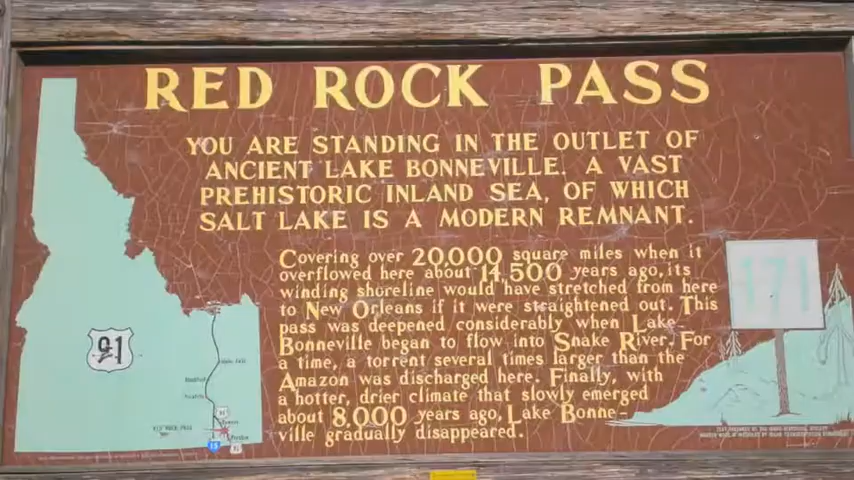 RED ROCK PASS
YOU ARE STANDING IN THE OUTLET OF
ANCIENT LAKE BONNEVILLE. A VAST
PREHISTORIC INLAND SEA, OF WHICH
SALT LAKE IS A MODERN REMNANT.
Covering over 20,000 square miles when it
overflowed here about 14,500 years ago, its
winding shoreline would have stretched from here
to New Orleans if it were straightened out. This
pass was deepened considerably when Lake
Bonneville began to flow into Snake River. For
a time, a torrent several times larger than the
Amazon was discharged here. Finally, with
a hotter, drier climate that slowly emerged
about 8,000 years ago, Lake Bonne-
ville gradually disappeared.
171
91
RED ROCK PASS
15